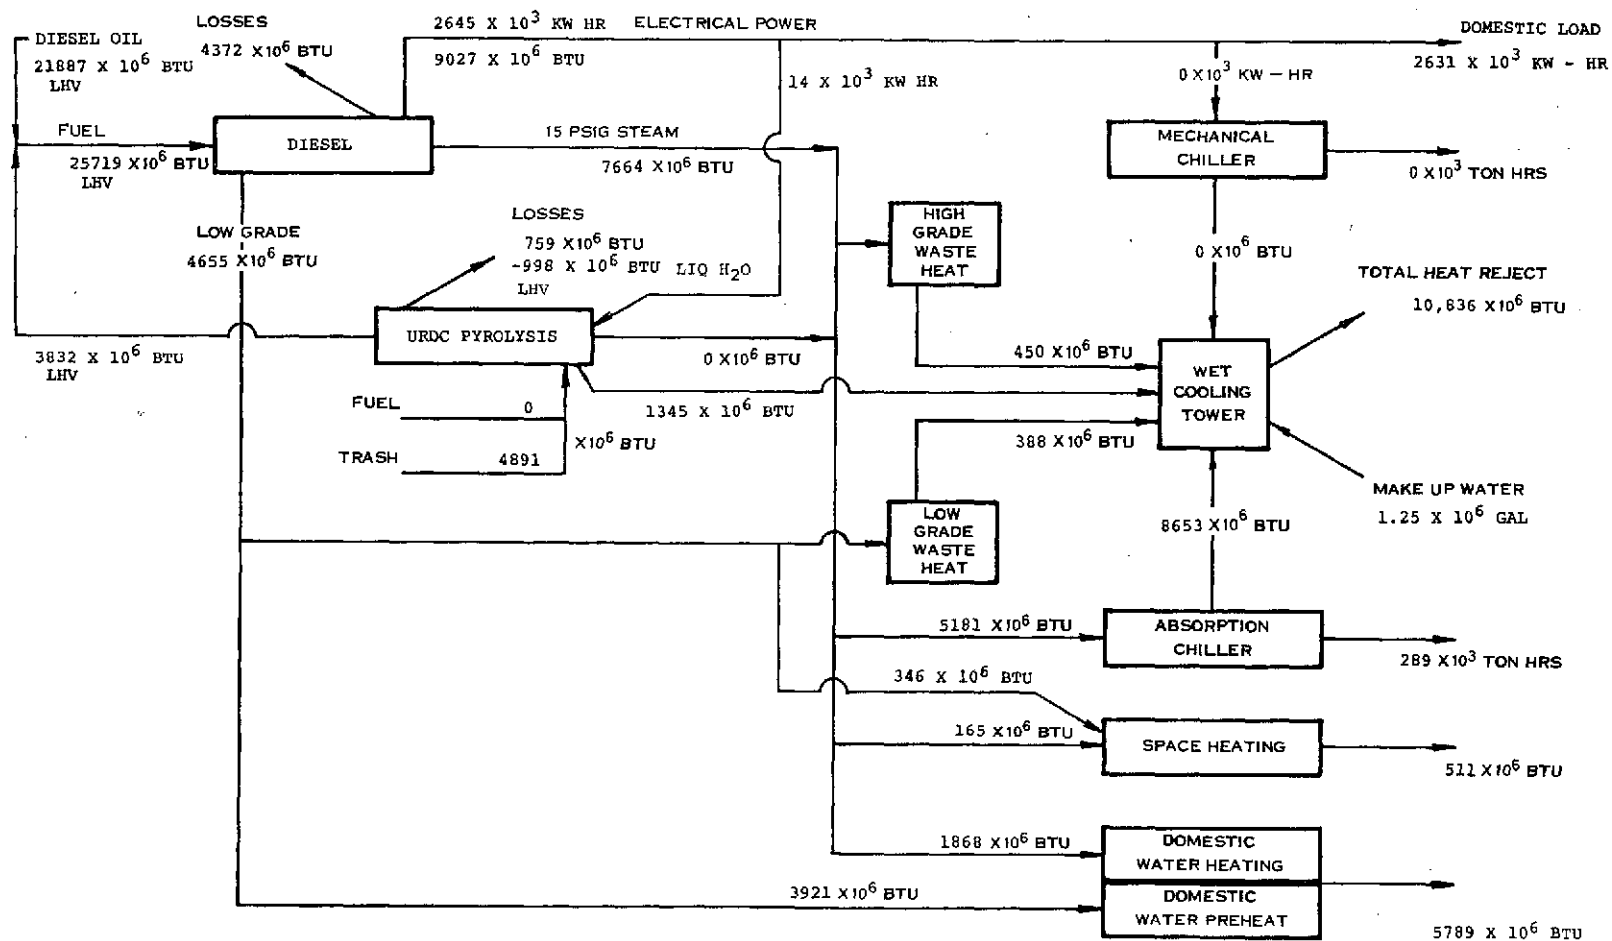 LOSSES
4372 X10⁶ BTU
2645 X 10³ KW HR ELECTRICAL POWER
9027 X 10⁶ BTU
DOMESTIC LOAD
2631 X 10³ KW - HR
DIESEL OIL
21887 X 10⁶ BTU
LHV
14 X 10³ KW HR
0 X10³ KW – HR
FUEL
25719 X10⁶ BTU
LHV
DIESEL
15 PSIG STEAM
7664 X10⁶ BTU
MECHANICAL
CHILLER
0 X10³ TON HRS
LOW GRADE
4655 X10⁶ BTU
LOSSES
759 X10⁶ BTU
-998 X 10⁶ BTU LIQ H₂O
LHV
HIGH
GRADE
WASTE
HEAT
0 X10⁶ BTU
TOTAL HEAT REJECT
10,836 X10⁶ BTU
3832 X 10⁶ BTU
LHV
URDC PYROLYSIS
0 X10⁶ BTU
450 X10⁶ BTU
WET
COOLING
TOWER
FUEL 0
1345 X 10⁶ BTU
X10⁶ BTU
TRASH 4891
388 X10⁶ BTU
MAKE UP WATER
1.25 X 10⁶ GAL
LOW
GRADE
WASTE
HEAT
8653 X10⁶ BTU
5181 X10⁶ BTU
ABSORPTION
CHILLER
289 X10³ TON HRS
346 X 10⁶ BTU
165 X10⁶ BTU
SPACE HEATING
511 X10⁶ BTU
1868 X10⁶ BTU
DOMESTIC
WATER HEATING
3921 X10⁶ BTU
DOMESTIC
WATER PREHEAT
5789 X 10⁶ BTU